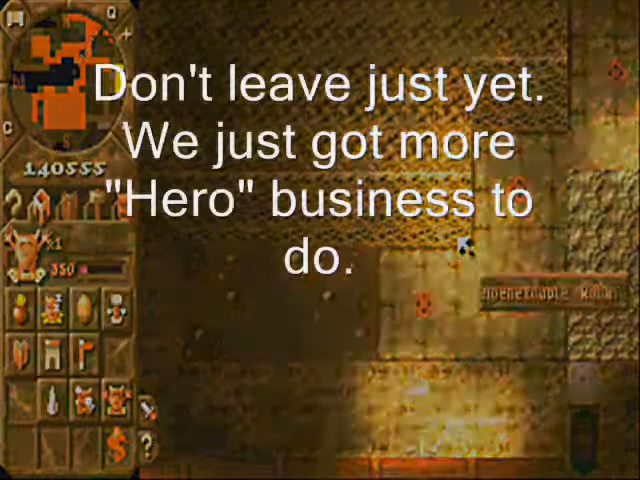 Q
Don't leave just yet.
We just got more
140555
"Hero" business to
do.
350